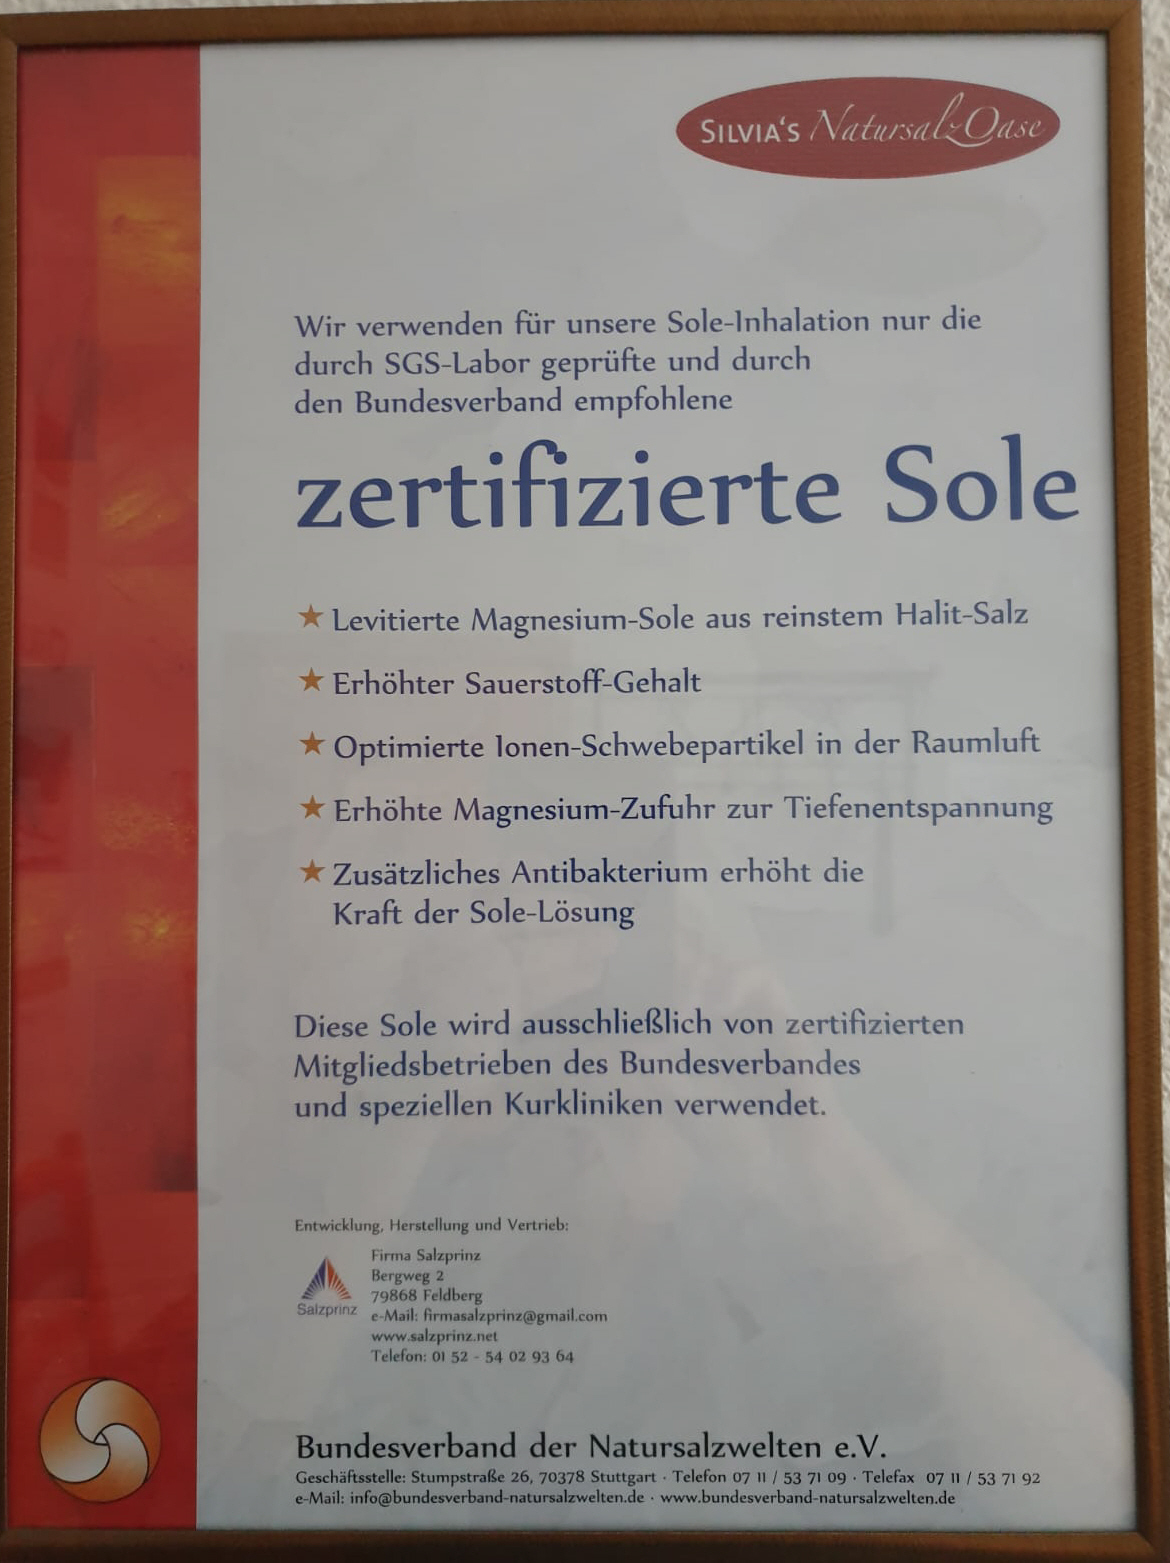 SILVIA'S NatursalzOase
Wir verwenden für unsere Sole-Inhalation nur die
durch SGS-Labor geprüfte und durch
den Bundesverband empfohlene
zertifizierte Sole
★ Levitierte Magnesium-Sole aus reinstem Halit-Salz
★ Erhöhter Sauerstoff-Gehalt
★ Optimierte Ionen-Schwebepartikel in der Raumluft
★ Erhöhte Magnesium-Zufuhr zur Tiefenentspannung
★ Zusätzliches Antibakterium erhöht die
Kraft der Sole-Lösung
Diese Sole wird ausschließlich von zertifizierten
Mitgliedsbetrieben des Bundesverbandes
und speziellen Kurkliniken verwendet.
Entwicklung, Herstellung und Vertrieb:
Salzprinz
Firma Salzprinz
Bergweg 2
79868 Feldberg
e-Mail: firmasalzprinz@gmail.com
www.salzprinz.net
Telefon: 01 52 - 54 02 93 64
Bundesverband der Natursalzwelten e.V.
Geschäftsstelle: Stumpstraße 26, 70378 Stuttgart · Telefon 07 11 / 53 71 09 · Telefax 07 11 / 53 71 92
e-Mail: info@bundesverband-natursalzwelten.de · www.bundesverband-natursalzwelten.de